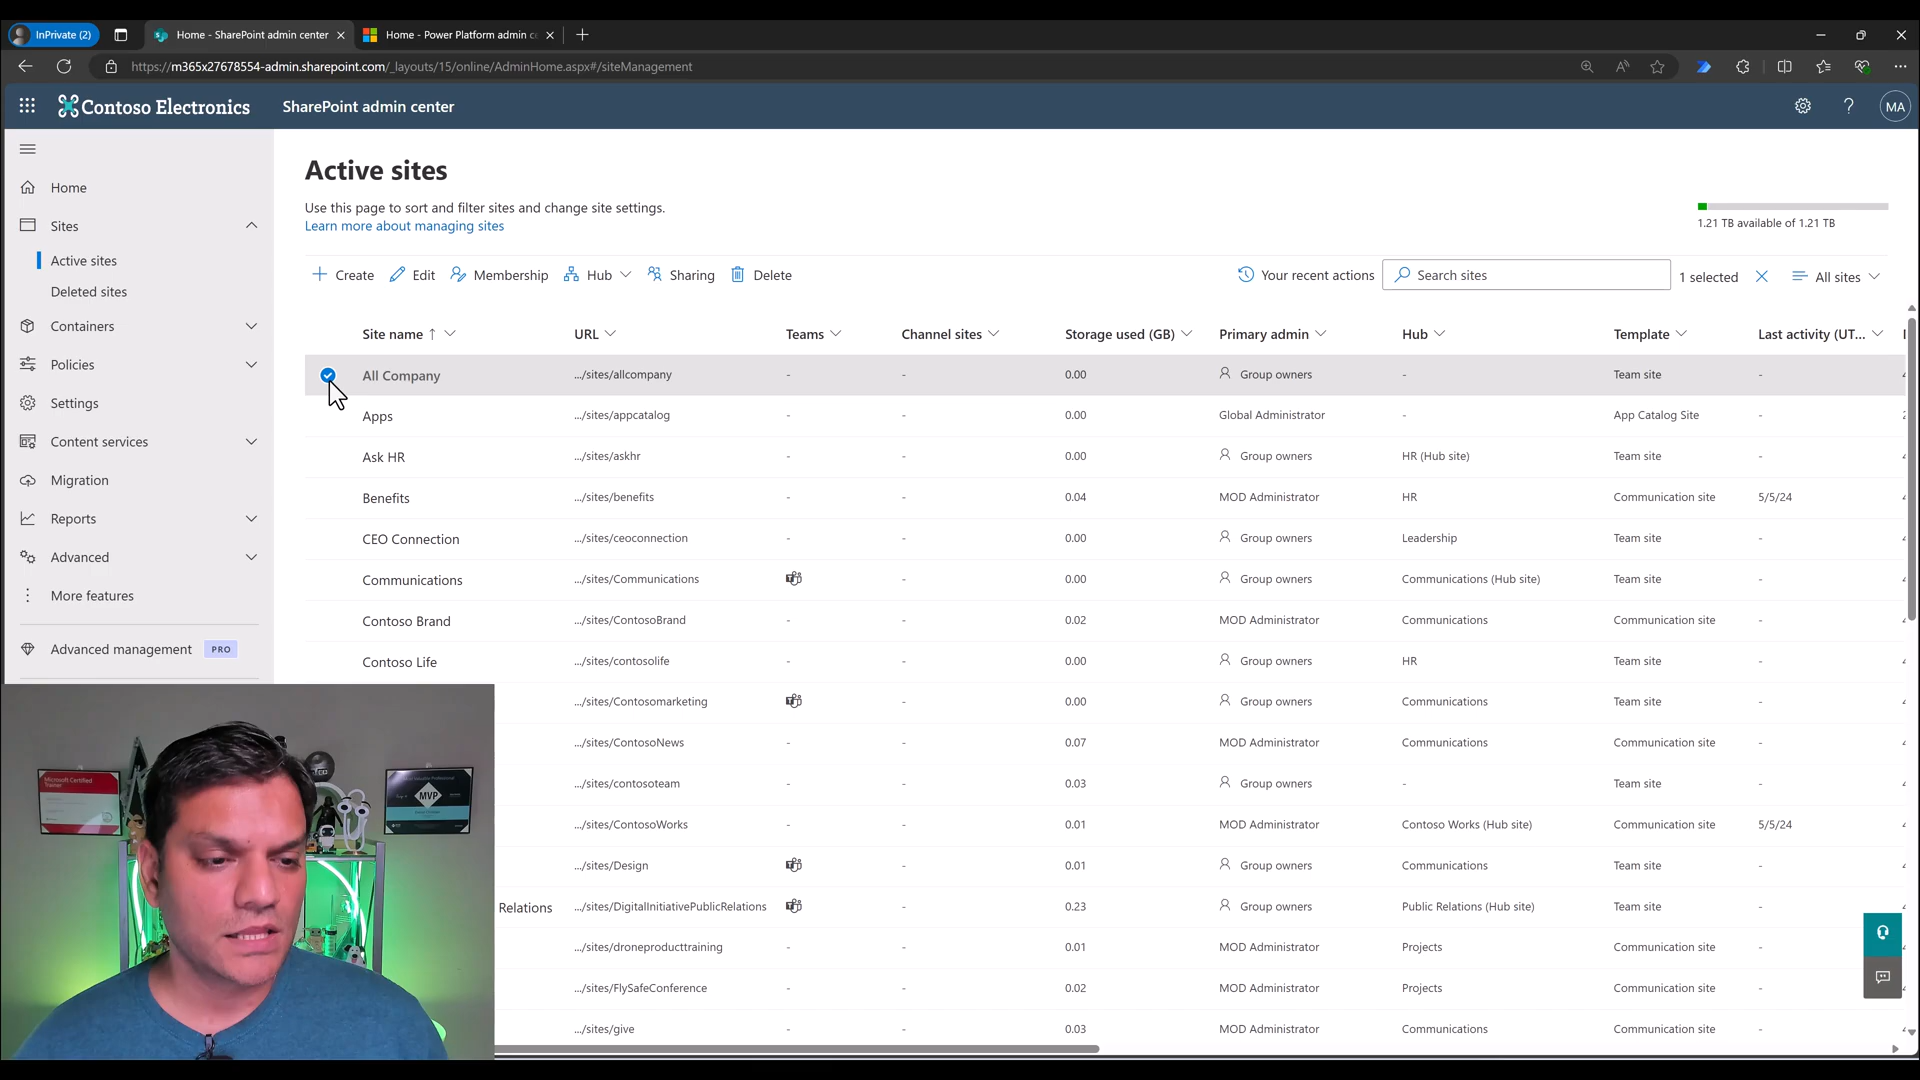 InPrivate (2)
Home - SharePoint admin center
Home - Power Platform admin ce
https://m365x27678554-admin.sharepoint.com/_layouts/15/online/AdminHome.aspx#/siteManagement
Contoso Electronics
SharePoint admin center
MA
Home
Sites
Active sites
Deleted sites
Containers
Policies
Settings
Content services
Migration
Reports
Advanced
More features
Advanced management PRO
Active sites
Use this page to sort and filter sites and change site settings.
Learn more about managing sites
1.21 TB available of 1.21 TB
Create Edit Membership Hub Sharing Delete
Your recent actions Search sites 1 selected All sites
Site name ↑ URL Teams Channel sites Storage used (GB) Primary admin Hub Template Last activity (UT...
All Company .../sites/allcompany - - 0.00 Group owners - Team site -
Apps .../sites/appcatalog - - 0.00 Global Administrator - App Catalog Site -
Ask HR .../sites/askhr - - 0.00 Group owners HR (Hub site) Team site -
Benefits .../sites/benefits - - 0.04 MOD Administrator HR Communication site 5/5/24
CEO Connection .../sites/ceoconnection - - 0.00 Group owners Leadership Team site -
Communications .../sites/Communications - 0.00 Group owners Communications (Hub site) Team site -
Contoso Brand .../sites/ContosoBrand - - 0.02 MOD Administrator Communications Communication site -
Contoso Life .../sites/contosolife - - 0.00 Group owners HR Team site -
.../sites/Contosomarketing - 0.00 Group owners Communications Team site -
.../sites/ContosoNews - - 0.07 MOD Administrator Communications Communication site -
.../sites/contosoteam - - 0.03 Group owners - Team site -
.../sites/ContosoWorks - - 0.01 MOD Administrator Contoso Works (Hub site) Communication site 5/5/24
.../sites/Design - 0.01 Group owners Communications Team site -
Relations .../sites/DigitalInitiativePublicRelations - 0.23 Group owners Public Relations (Hub site) Team site -
.../sites/droneproducttraining - - 0.01 MOD Administrator Projects Communication site -
.../sites/FlySafeConference - - 0.02 MOD Administrator Projects Communication site -
.../sites/give - - 0.03 MOD Administrator Communications Communication site -
Microsoft Certified
Trainer
MVP